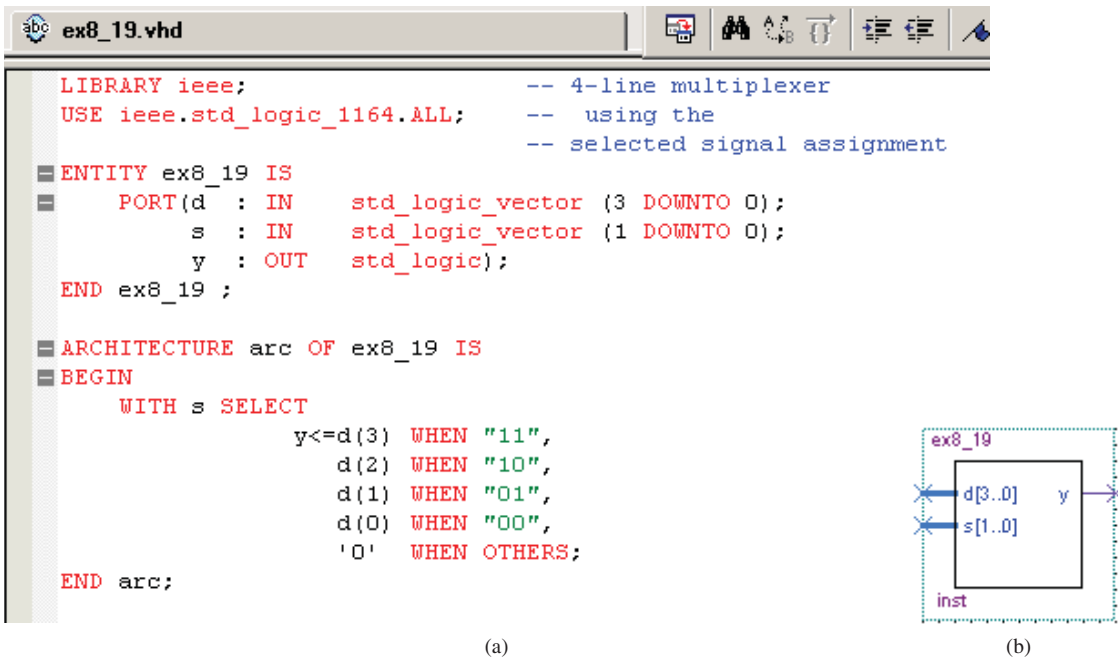 abc ex8_19.vhd
LIBRARY ieee; -- 4-line multiplexer
USE ieee.std_logic_1164.ALL; -- using the
-- selected signal assignment
ENTITY ex8_19 IS
PORT(d : IN std_logic_vector (3 DOWNTO 0);
s : IN std_logic_vector (1 DOWNTO 0);
y : OUT std_logic);
END ex8_19 ;
ARCHITECTURE arc OF ex8_19 IS
BEGIN
WITH s SELECT
y<=d(3) WHEN "11",
d(2) WHEN "10",
d(1) WHEN "01",
d(0) WHEN "00",
'0' WHEN OTHERS;
END arc;
(a)
ex8_19
d[3..0] y
s[1..0]
inst
(b)